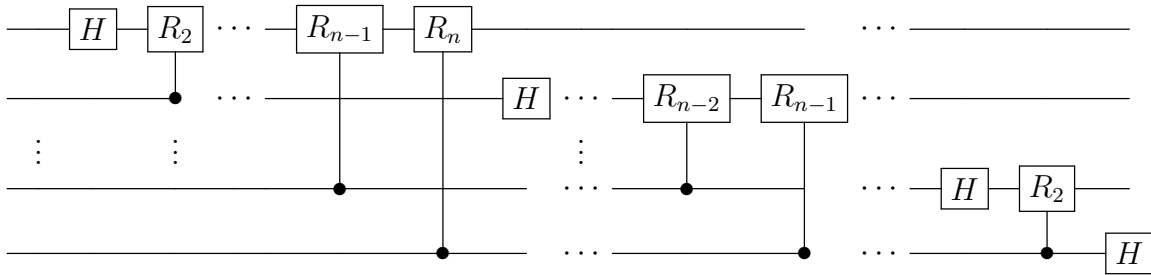 H R_2 ··· R_{n−1} R_n ···
··· H ··· R_{n−2} R_{n−1} ···
⋮ ⋮ ⋮
··· ··· H R_2
··· ··· H